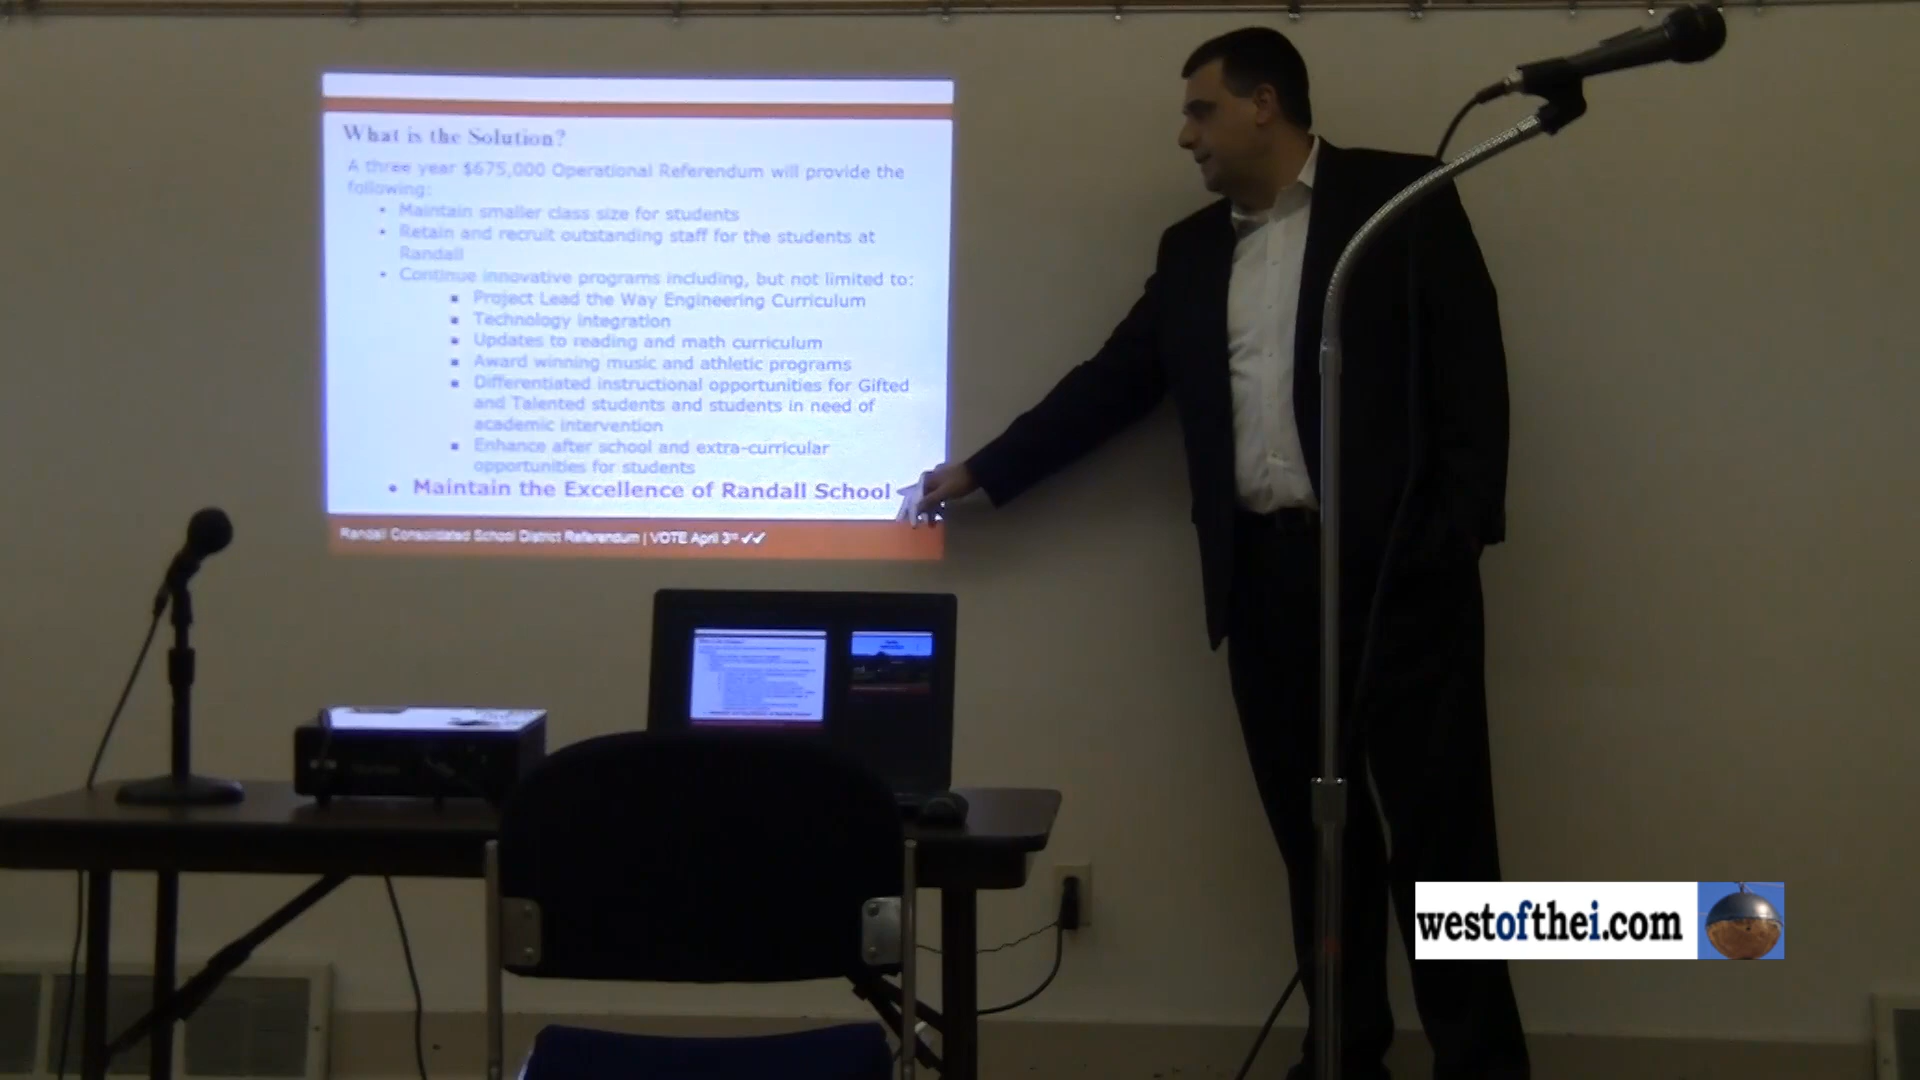 What is the Solution?
A three year $675,000 Operational Referendum will provide the
following:
• Maintain smaller class size for students
• Retain and recruit outstanding staff for the students at
Randall
• Continue innovative programs including, but not limited to:
▪ Project Lead the Way Engineering Curriculum
▪ Technology integration
▪ Updates to reading and math curriculum
▪ Award winning music and athletic programs
▪ Differentiated instructional opportunities for Gifted
and Talented students and students in need of
academic intervention
▪ Enhance after school and extra-curricular
opportunities for students
• Maintain the Excellence of Randall School
Randall Consolidated School District Referendum | VOTE April 3rd ✓✓
westofthei.com